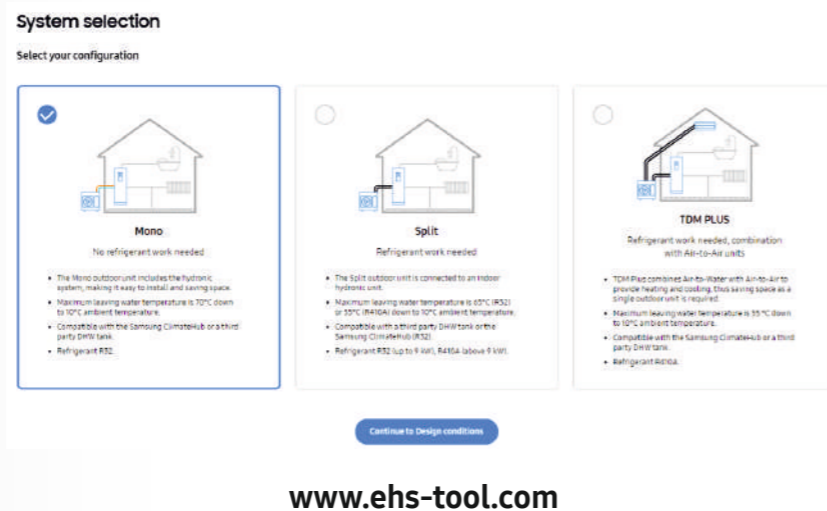 System selection
Select your configuration
Mono
No refrigerant work needed
• The Mono outdoor unit includes the hydronic
system, making it easy to install and saving space.
• Maximum leaving water temperature is 70°C down
to 10°C ambient temperature.
• Compatible with the Samsung ClimateHub or a third
party DHW tank.
• Refrigerant R32.
Split
Refrigerant work needed
• The Split outdoor unit is connected to an indoor
hydronic unit.
• Maximum leaving water temperature is 65°C (R32)
or 55°C (R410A) down to 10°C ambient temperature.
• Compatible with a third party DHW tank or the
Samsung ClimateHub (R32).
• Refrigerant R32 (up to 9 kW), R410A (above 9 kW).
TDM PLUS
Refrigerant work needed, combination
with Air-to-Air units
• TDM Plus combines Air-to-Water with Air-to-Air to
provide heating and cooling, thus saving space as a
single outdoor unit is required.
• Maximum leaving water temperature is 55 °C down
to 10°C ambient temperature.
• Compatible with the Samsung ClimateHub or a third
party DHW tank.
• Refrigerant R410A.
Continue to Design conditions
www.ehs-tool.com